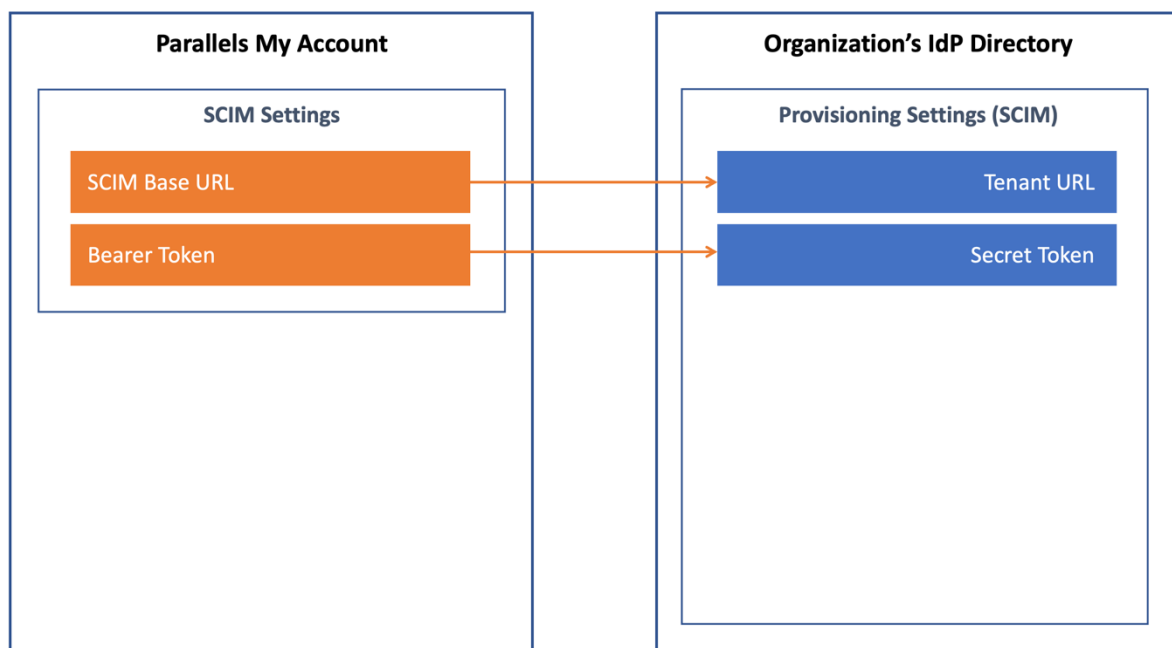 Parallels My Account
SCIM Settings
SCIM Base URL
Bearer Token
Organization’s IdP Directory
Provisioning Settings (SCIM)
Tenant URL
Secret Token